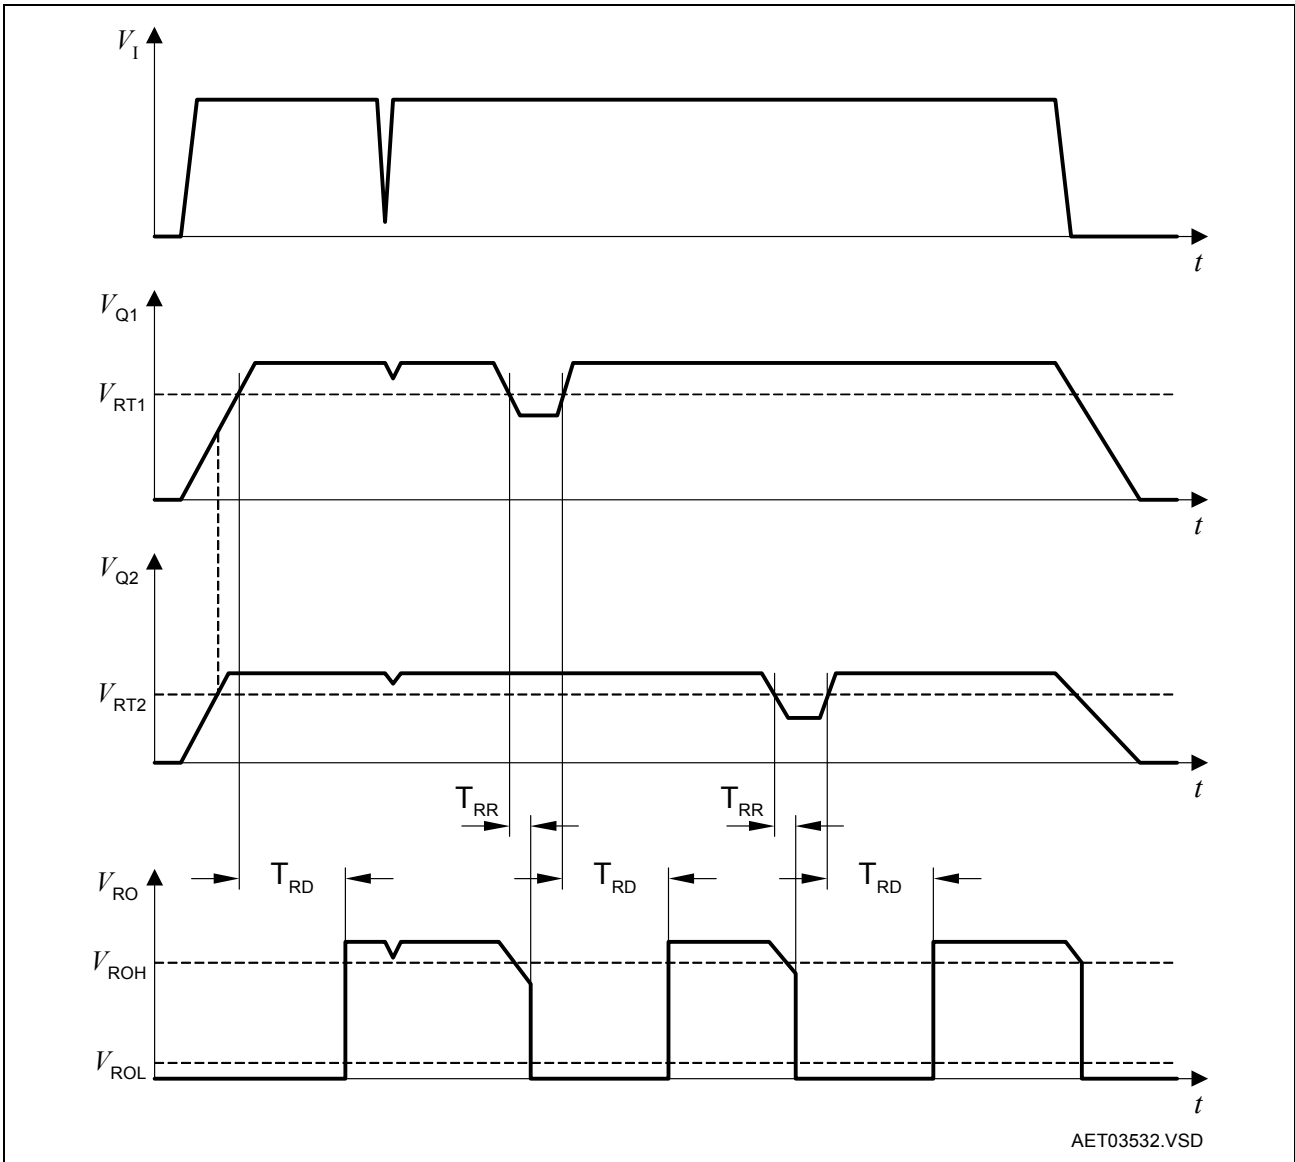 VI
t
VQ1
VRT1
t
VQ2
VRT2
t
TRR TRR
TRD TRD TRD
VRO
VROH
VROL
t
AET03532.VSD